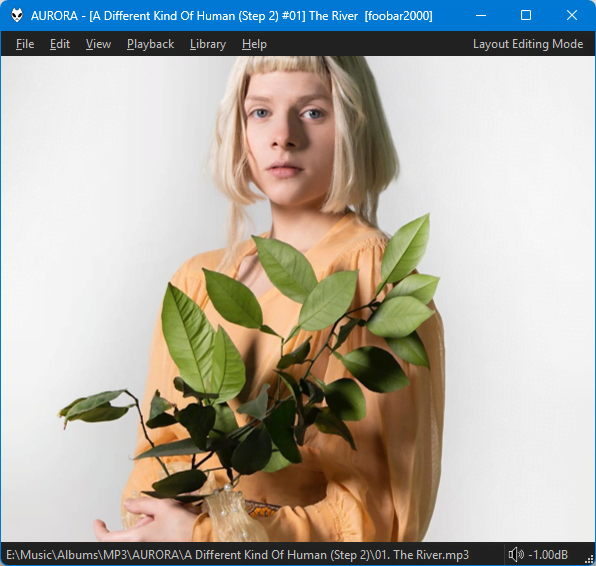 AURORA - [A Different Kind Of Human (Step 2) #01] The River  [foobar2000]
File Edit View Playback Library Help Layout Editing Mode
E:\Music\Albums\MP3\AURORA\A Different Kind Of Human (Step 2)\01. The River.mp3 -1.00dB